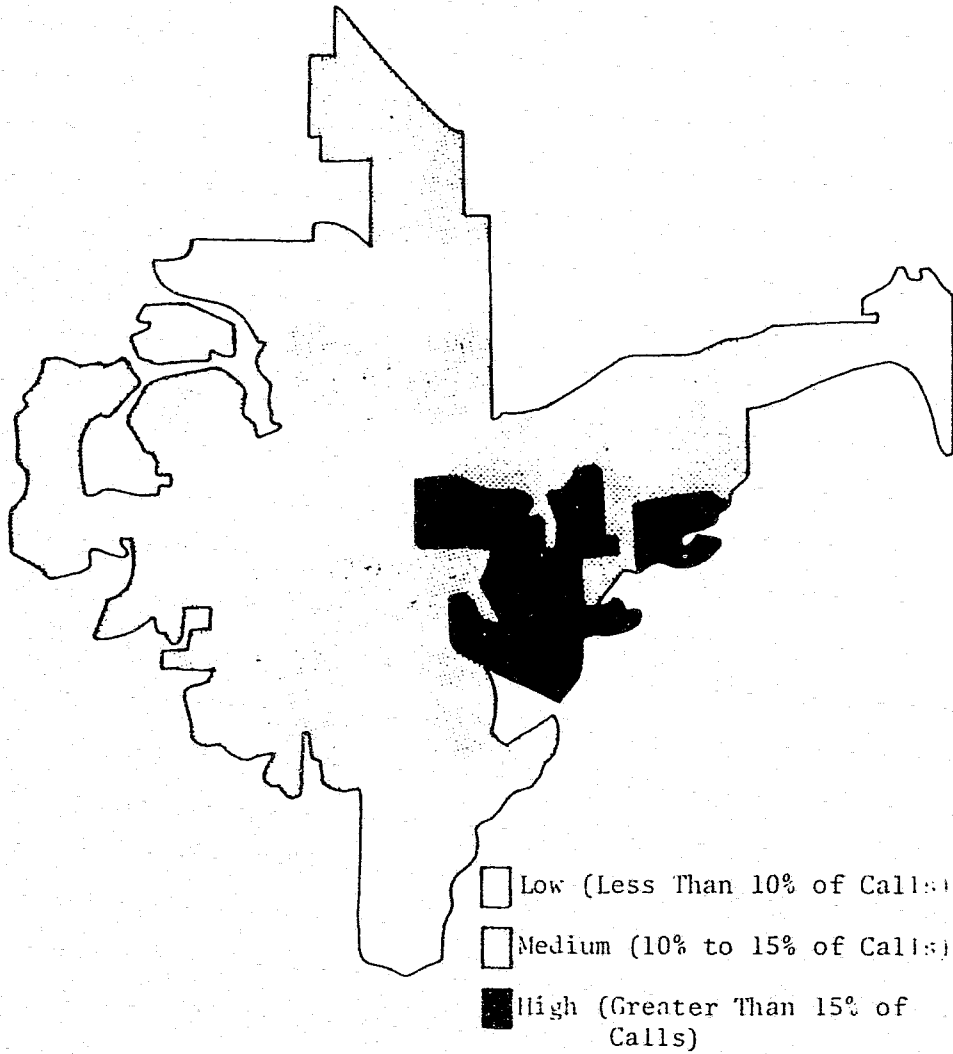 Low (Less Than 10% of Calls)
Medium (10% to 15% of Calls)
High (Greater Than 15% of
Calls)